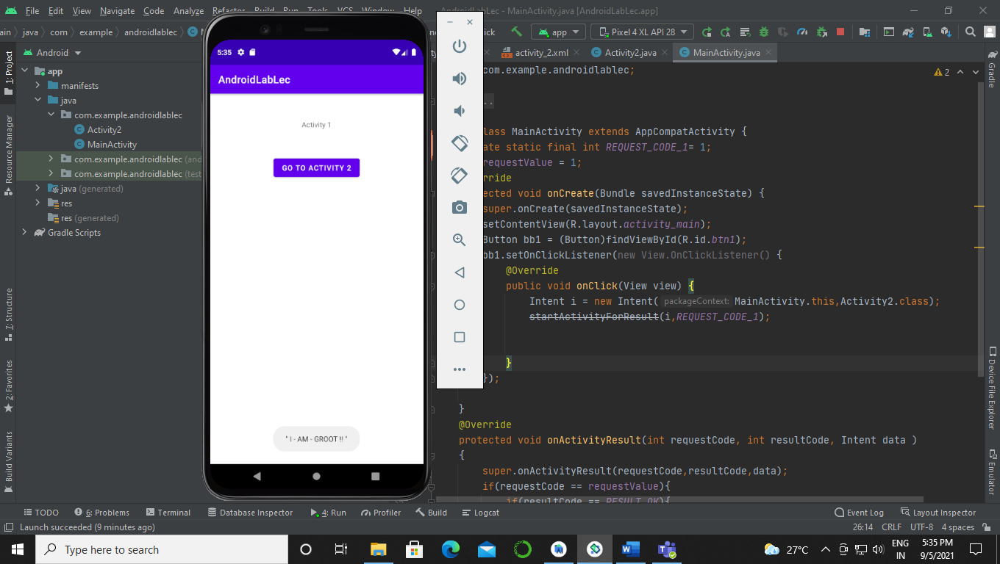 File Edit View Navigate Code Analyze Refactor Build Run Tools VCS Window Help AndroidLabLec - MainActivity.java [AndroidLabLec.app]
java com example androidlablec app Pixel 4 XL API 28
activity_2.xml Activity2.java MainActivity.java
1: Project
Resource Manager
7: Structure
2: Favorites
Build Variants
Android
app
manifests
java
com.example.androidlablec
Activity2
MainActivity
com.example.androidlablec
com.example.androidlablec (test
java (generated)
res
res (generated)
Gradle Scripts
5:35
AndroidLabLec
Activity 1
GO TO ACTIVITY 2
" I - AM - GROOT !! "
com.example.androidlablec;
2
..
lass MainActivity extends AppCompatActivity {
ate static final int REQUEST_CODE_1= 1;
requestValue = 1;
rride
ected void onCreate(Bundle savedInstanceState) {
super.onCreate(savedInstanceState);
setContentView(R.layout.activity_main);
Button bb1 = (Button)findViewById(R.id.btn1);
bb1.setOnClickListener(new View.OnClickListener() {
@Override
public void onClick(View view) {
Intent i = new Intent( packageContext: MainActivity.this,Activity2.class);
startActivityForResult(i,REQUEST_CODE_1);
}
});
}
@Override
protected void onActivityResult(int requestCode, int resultCode, Intent data )
{
super.onActivityResult(requestCode,resultCode,data);
if(requestCode == requestValue){
if(resultCode == RESULT_OK){
Gradle
Device File Explorer
Emulator
TODO 6: Problems Terminal Database Inspector 4: Run Profiler Build Logcat Event Log Layout Inspector
Launch succeeded (9 minutes ago) 26:14 CRLF UTF-8 4 spaces
Type here to search 27°C ENG 5:35 PM
IN 9/5/2021